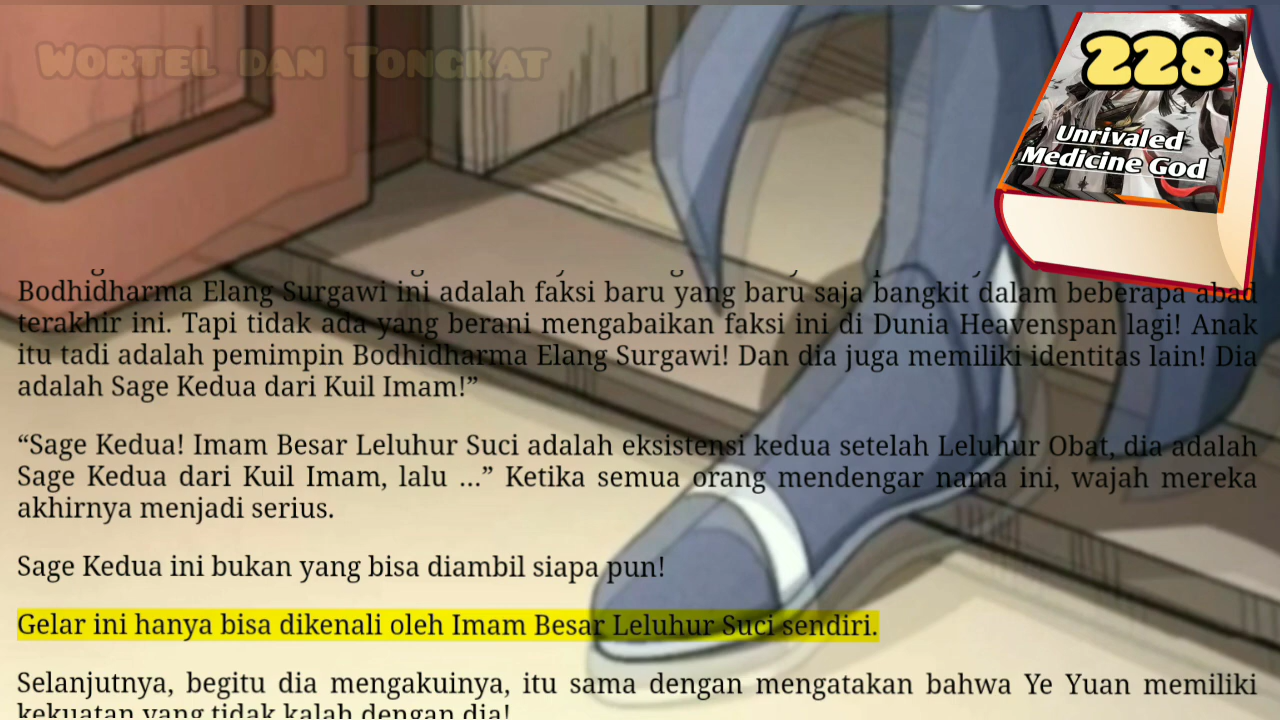 Wortel dan Tongkat
228
Unrivaled
Medicine God
Bodhidharma Elang Surgawi ini adalah faksi baru yang baru saja bangkit dalam beberapa abad
terakhir ini. Tapi tidak ada yang berani mengabaikan faksi ini di Dunia Heavenspan lagi! Anak
itu tadi adalah pemimpin Bodhidharma Elang Surgawi! Dan dia juga memiliki identitas lain! Dia
adalah Sage Kedua dari Kuil Imam!”
“Sage Kedua! Imam Besar Leluhur Suci adalah eksistensi kedua setelah Leluhur Obat, dia adalah
Sage Kedua dari Kuil Imam, lalu …” Ketika semua orang mendengar nama ini, wajah mereka
akhirnya menjadi serius.
Sage Kedua ini bukan yang bisa diambil siapa pun!
Gelar ini hanya bisa dikenali oleh Imam Besar Leluhur Suci sendiri.
Selanjutnya, begitu dia mengakuinya, itu sama dengan mengatakan bahwa Ye Yuan memiliki
kekuatan yang tidak kalah dengan dia!